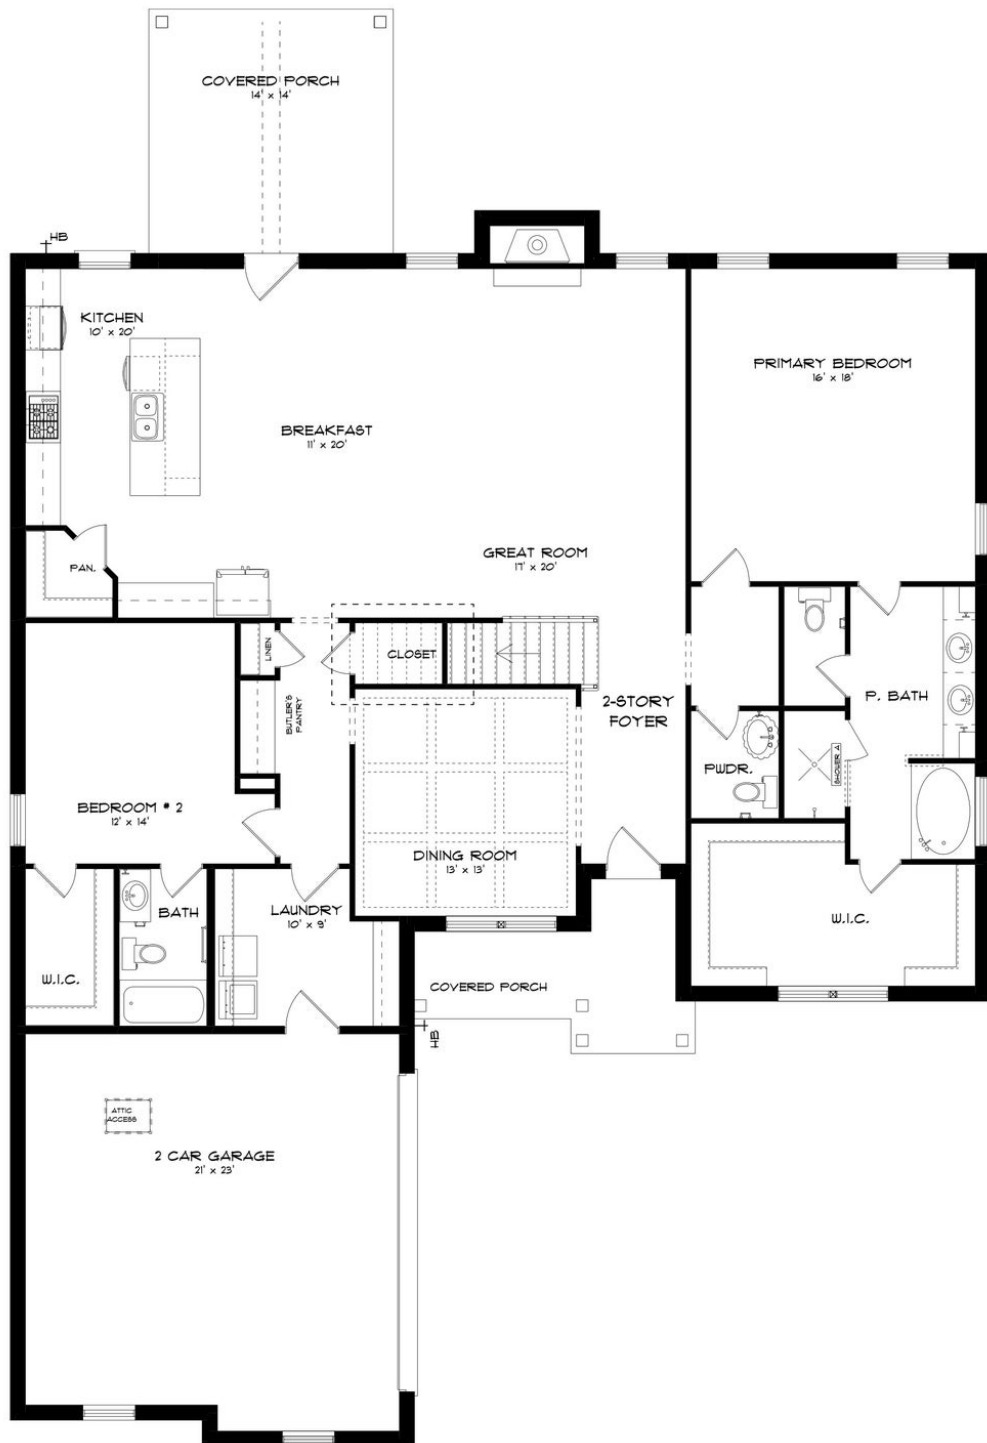 COVERED PORCH
14' x 14'
HB
KITCHEN
10' x 20'
PRIMARY BEDROOM
16' x 18'
BREAKFAST
11' x 20'
GREAT ROOM
17' x 20'
PAN.
LINEN
CLOSET
BUTLER'S
PANTRY
2-STORY
FOYER
P. BATH
PWDR.
SHOWER A
BEDROOM # 2
12' x 14'
DINING ROOM
13' x 13'
BATH
LAUNDRY
10' x 9'
W.I.C.
W.I.C.
COVERED PORCH
HB
ATTIC
ACCESS
2 CAR GARAGE
21' x 23'